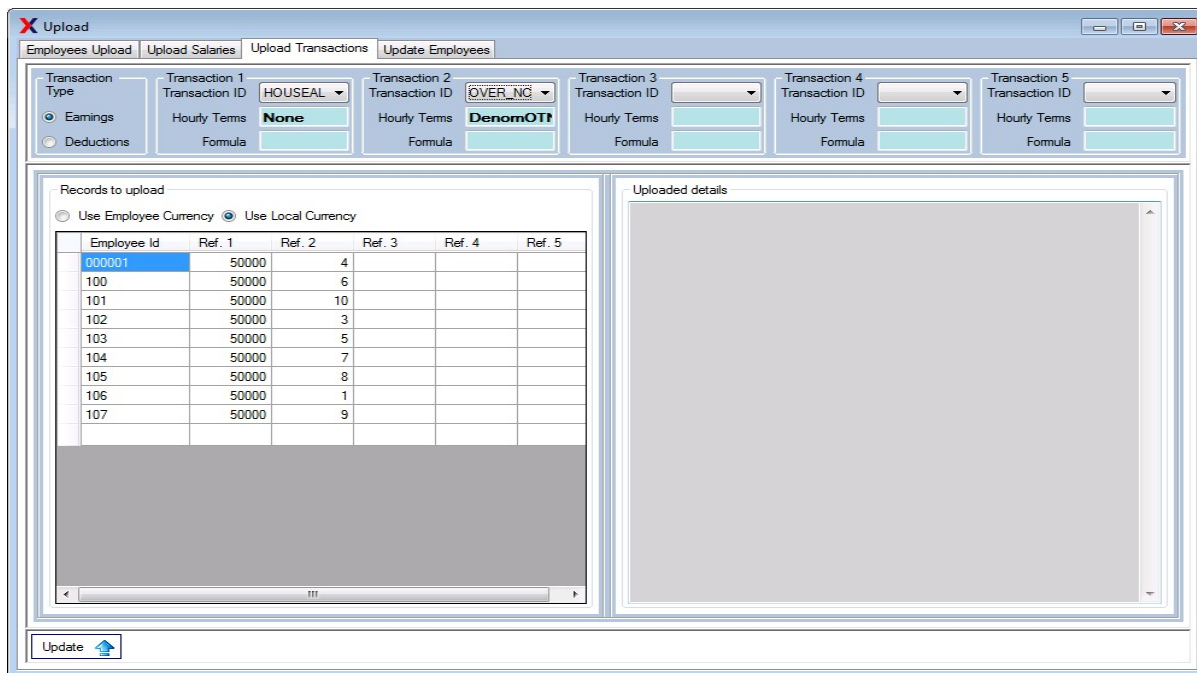 Upload
Employees Upload Upload Salaries Upload Transactions Update Employees
Transaction Type
Earnings
Deductions
Transaction 1
Transaction ID HOUSEAL
Hourly Terms None
Formula
Transaction 2
Transaction ID OVER_NO
Hourly Terms DenomOTN
Formula
Transaction 3
Transaction ID
Hourly Terms
Formula
Transaction 4
Transaction ID
Hourly Terms
Formula
Transaction 5
Transaction ID
Hourly Terms
Formula
Records to upload
Use Employee Currency Use Local Currency
Employee Id Ref. 1 Ref. 2 Ref. 3 Ref. 4 Ref. 5
000001 50000 4
100 50000 6
101 50000 10
102 50000 3
103 50000 5
104 50000 7
105 50000 8
106 50000 1
107 50000 9
Uploaded details
Update